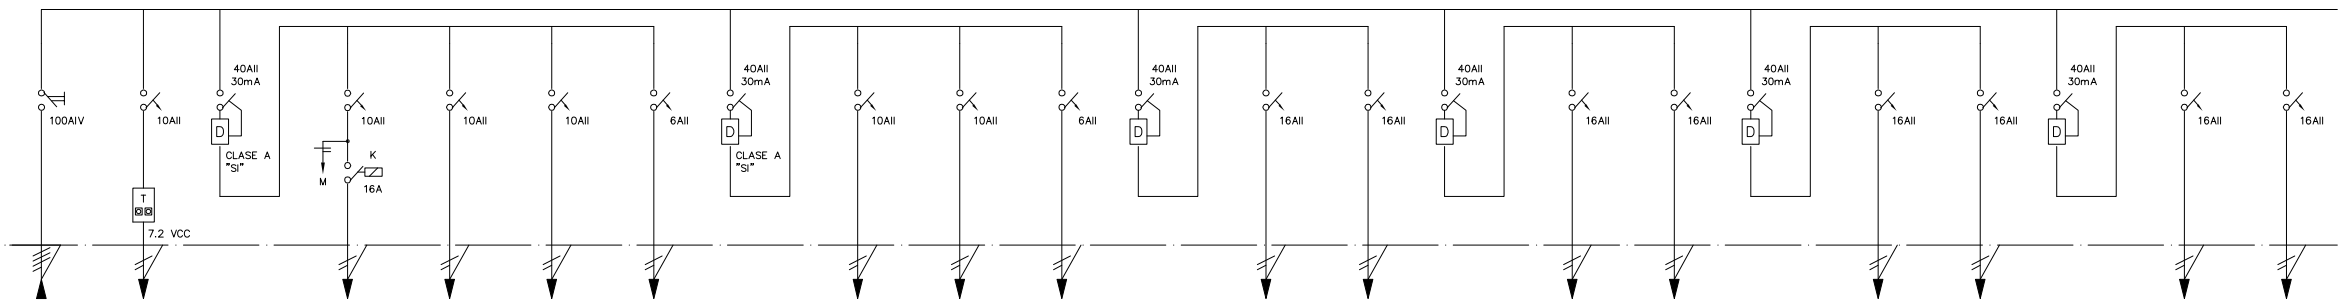 40AII
30mA
40AII
30mA
40AII
30mA
40AII
30mA
40AII
30mA
40AII
30mA
100AIV
10AII
10AII
10AII
10AII
6AII
10AII
10AII
6AII
16AII
16AII
16AII
16AII
16AII
16AII
16AII
16AII
D
D
D
D
D
D
CLASE A
"SI"
K
CLASE A
"SI"
M
16A
T
7.2 VCC